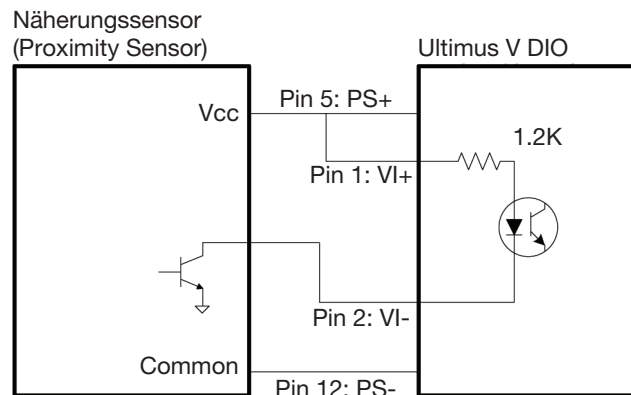 Näherungssensor
(Proximity Sensor)
Ultimus V DIO
Vcc
Pin 5: PS+
1.2K
Pin 1: VI+
Pin 2: VI-
Common
Pin 12: PS-